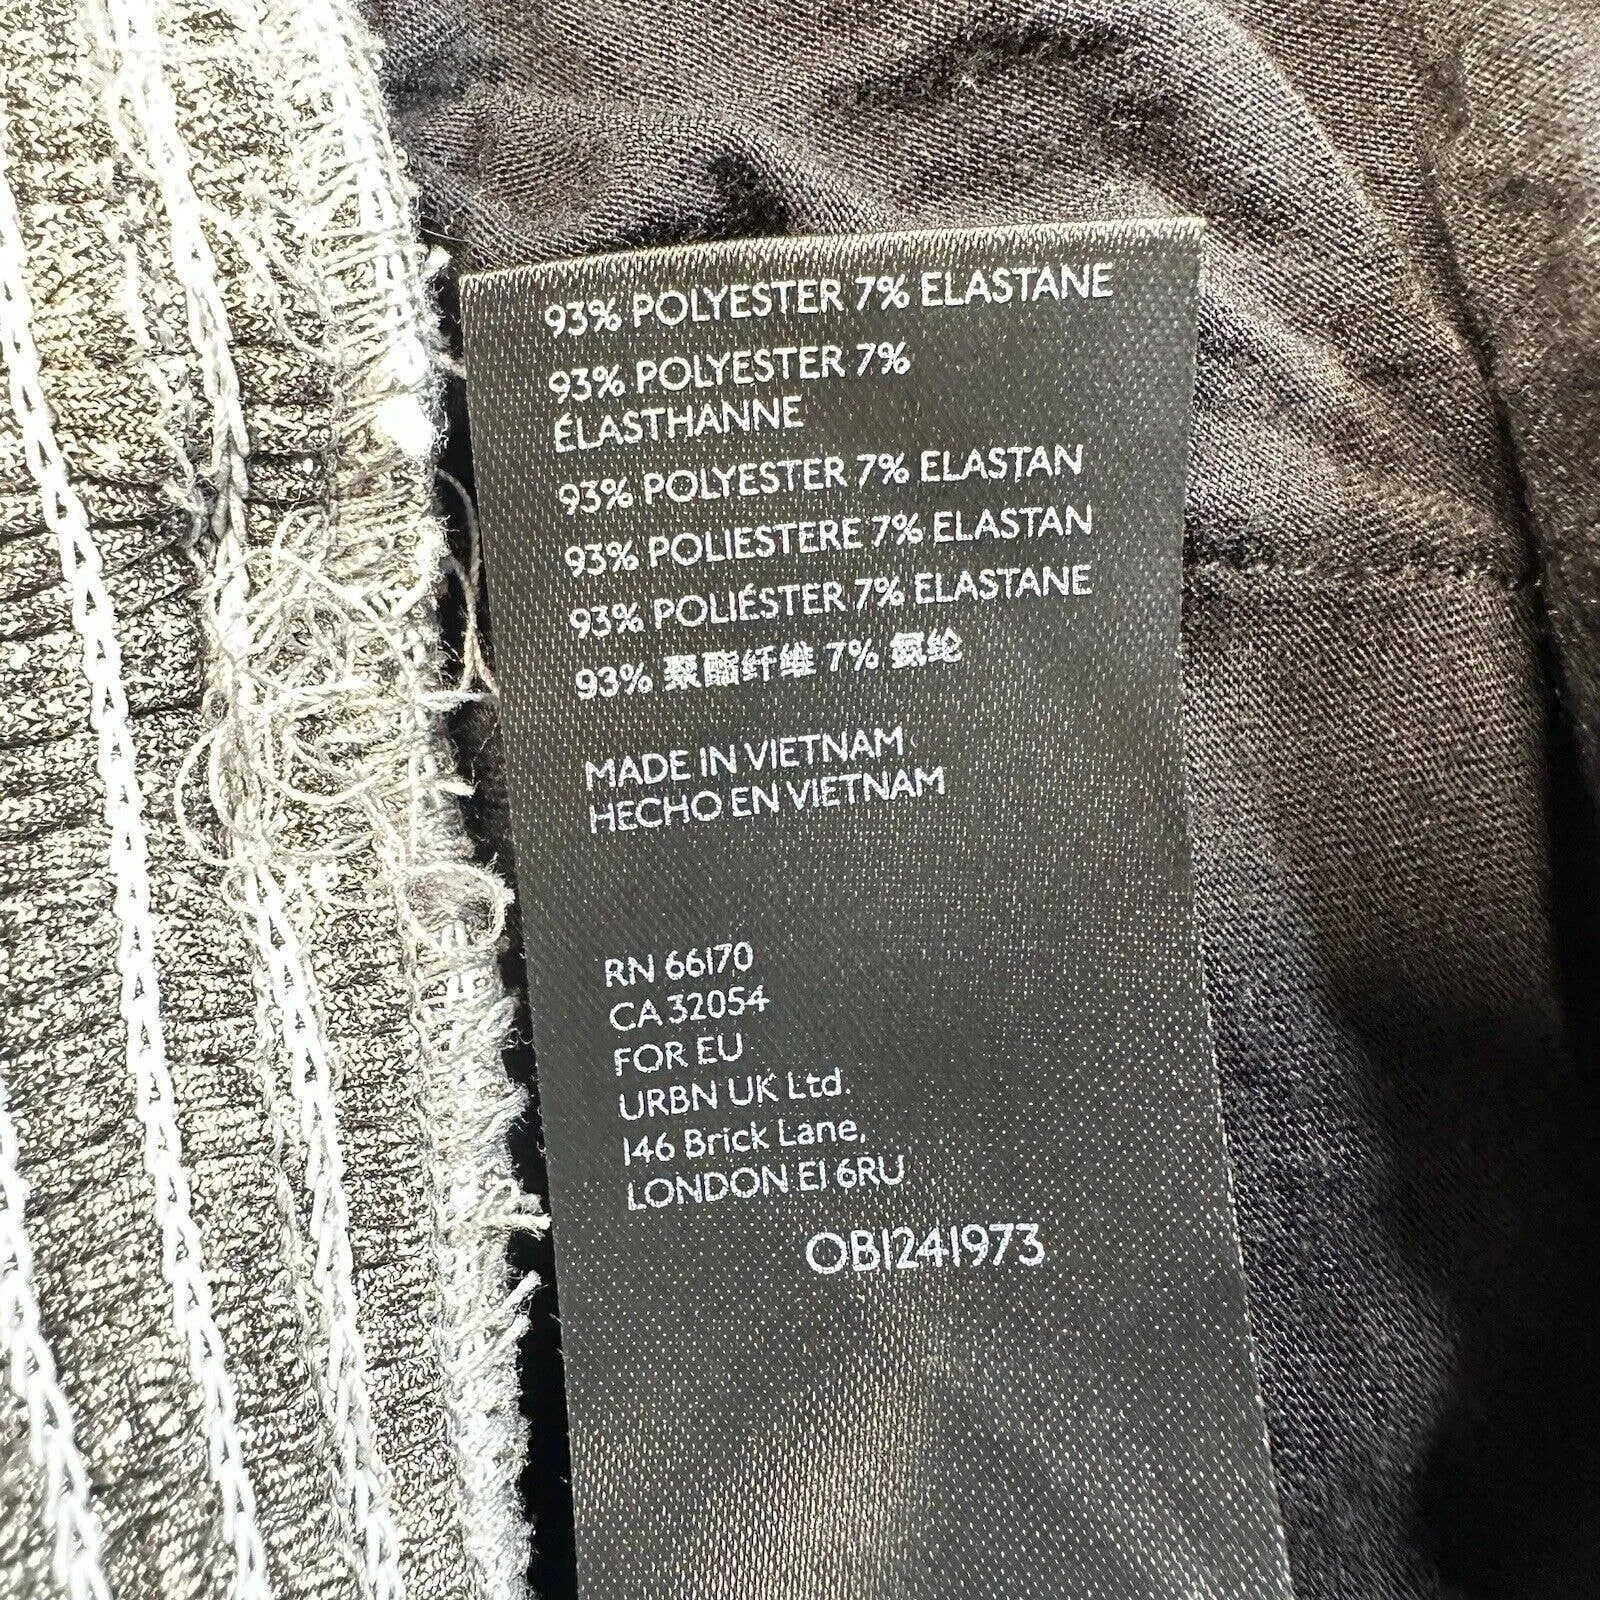 93% POLYESTER 7% ELASTANE
93% POLYESTER 7%
ÉLASTHANNE
93% POLYESTER 7% ELASTAN
93% POLIESTERE 7% ELASTAN
93% POLIÉSTER 7% ELASTANE
93% 聚酯纤维 7% 氨纶
MADE IN VIETNAM
HECHO EN VIETNAM
RN 66170
CA 32054
FOR EU
URBN UK Ltd.
146 Brick Lane,
LONDON E1 6RU
OB1241973